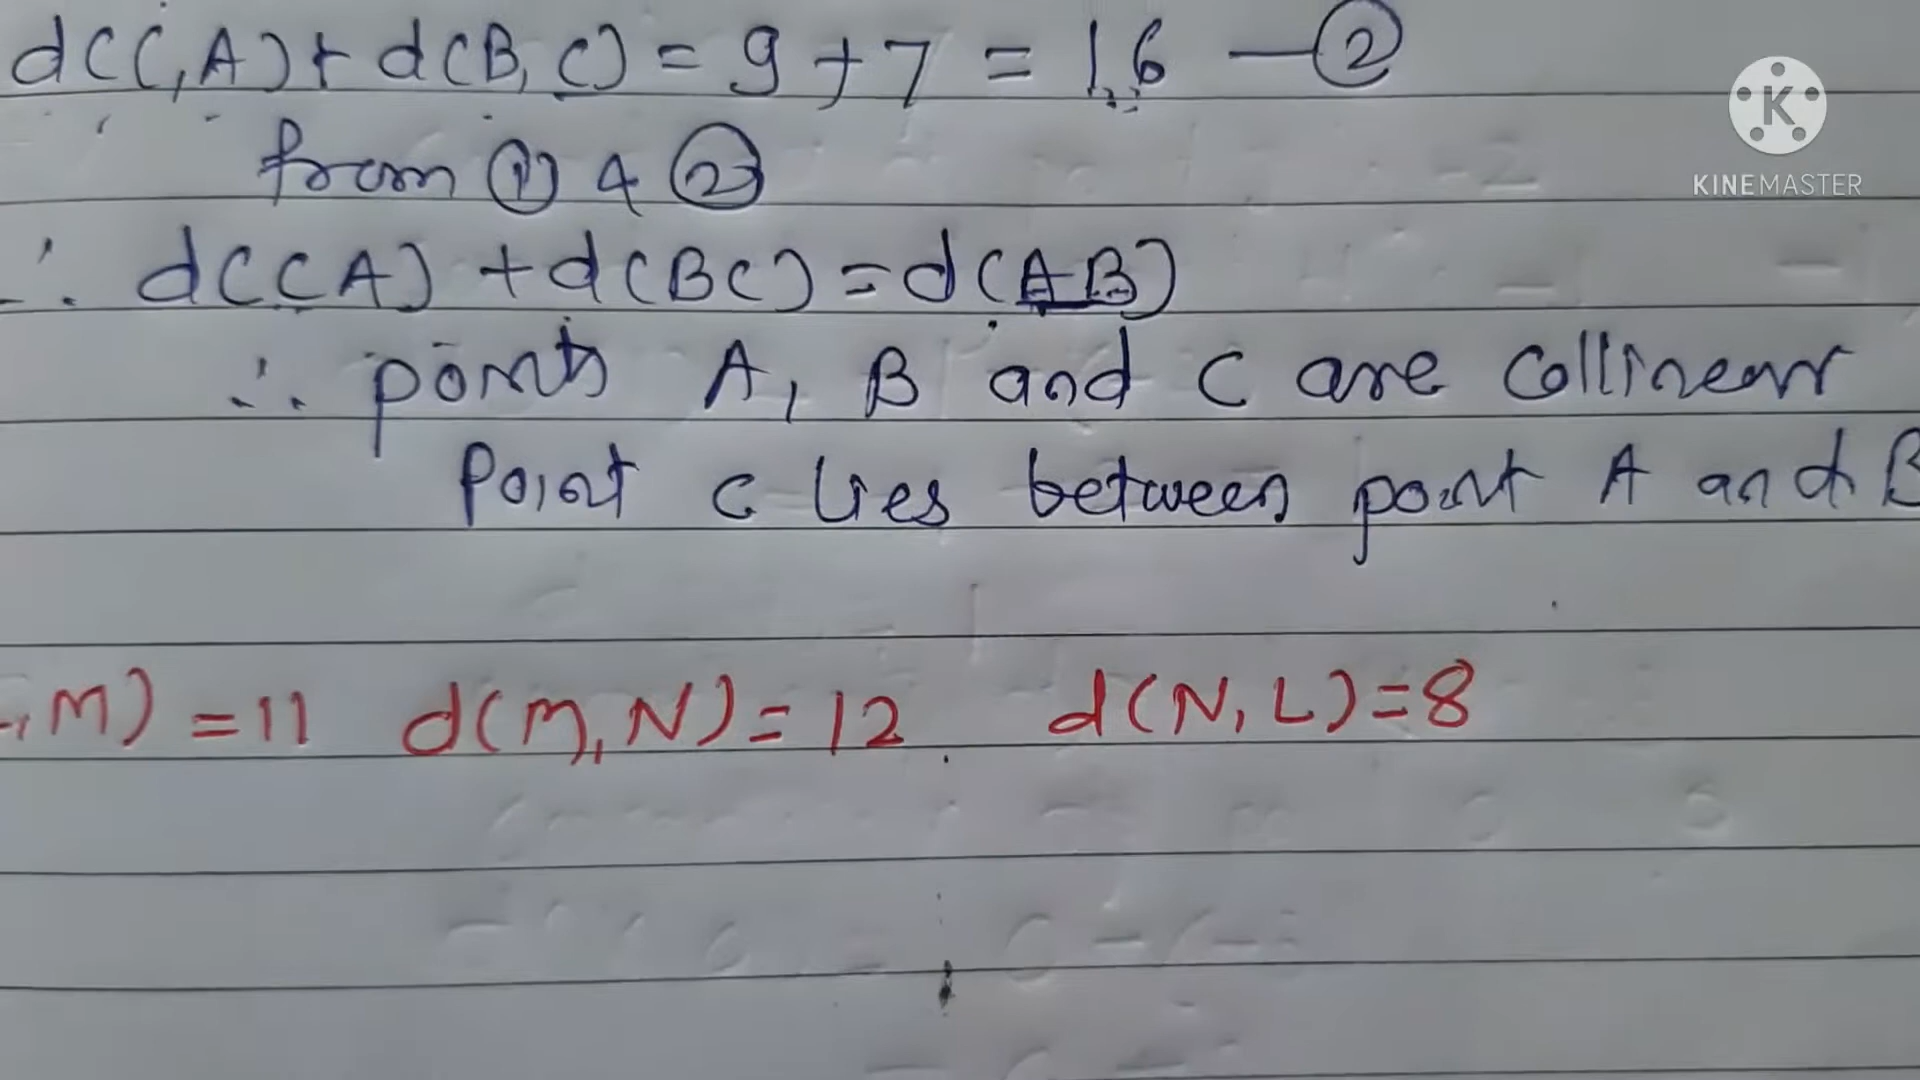 d(C,A)+ d(B,C) = 9 + 7 = 16 —②
K
KINEMASTER
from ① & ②
∴ d(CA) + d(BC) = d(AB)
∴ points A, B and C are collinear
Point C lies between point A and B
,M) = 11 d(M,N) = 12 d(N,L) = 8